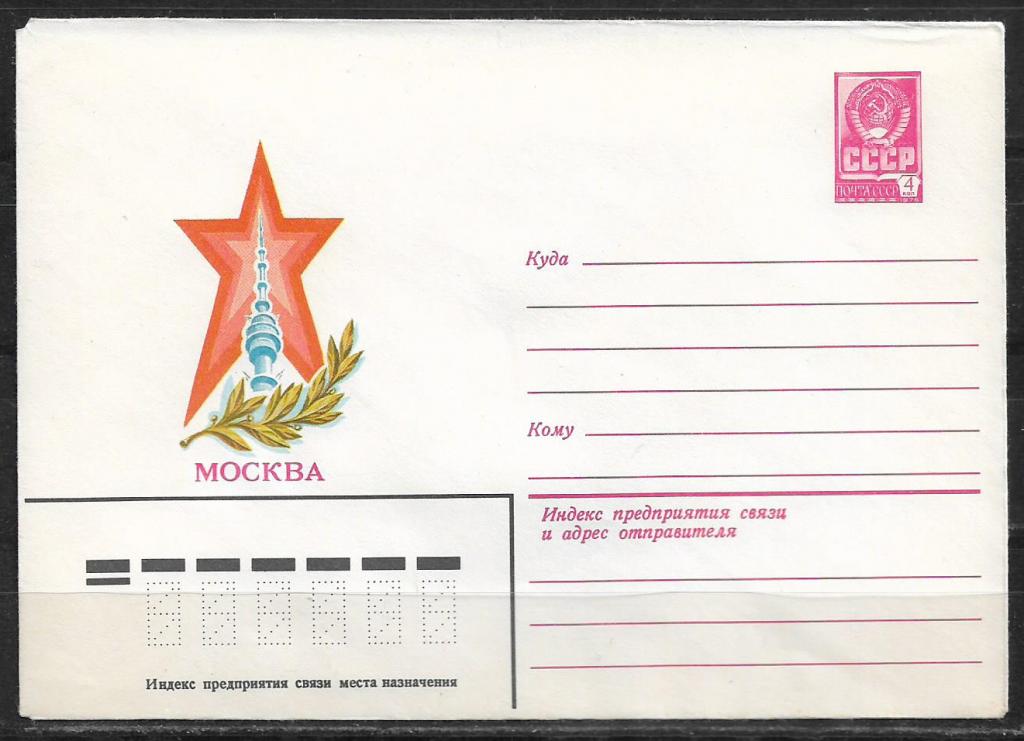 СССР
ПОЧТА СССР
4
коп
Куда
Кому
МОСКВА
Индекс предприятия связи
и адрес отправителя
Индекс предприятия связи места назначения